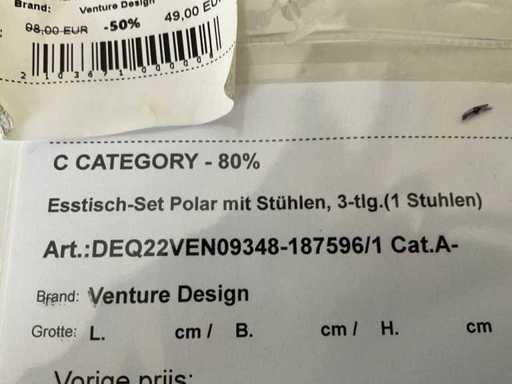 Brand: Venture Design
98,00 EUR -50% 49,00 EUR
C CATEGORY - 80%
Esstisch-Set Polar mit Stühlen, 3-tlg.(1 Stuhlen)
Art.:DEQ22VEN09348-187596/1 Cat.A-
Brand: Venture Design
Grotte: L. cm / B. cm / H. cm
Vorige prijs: